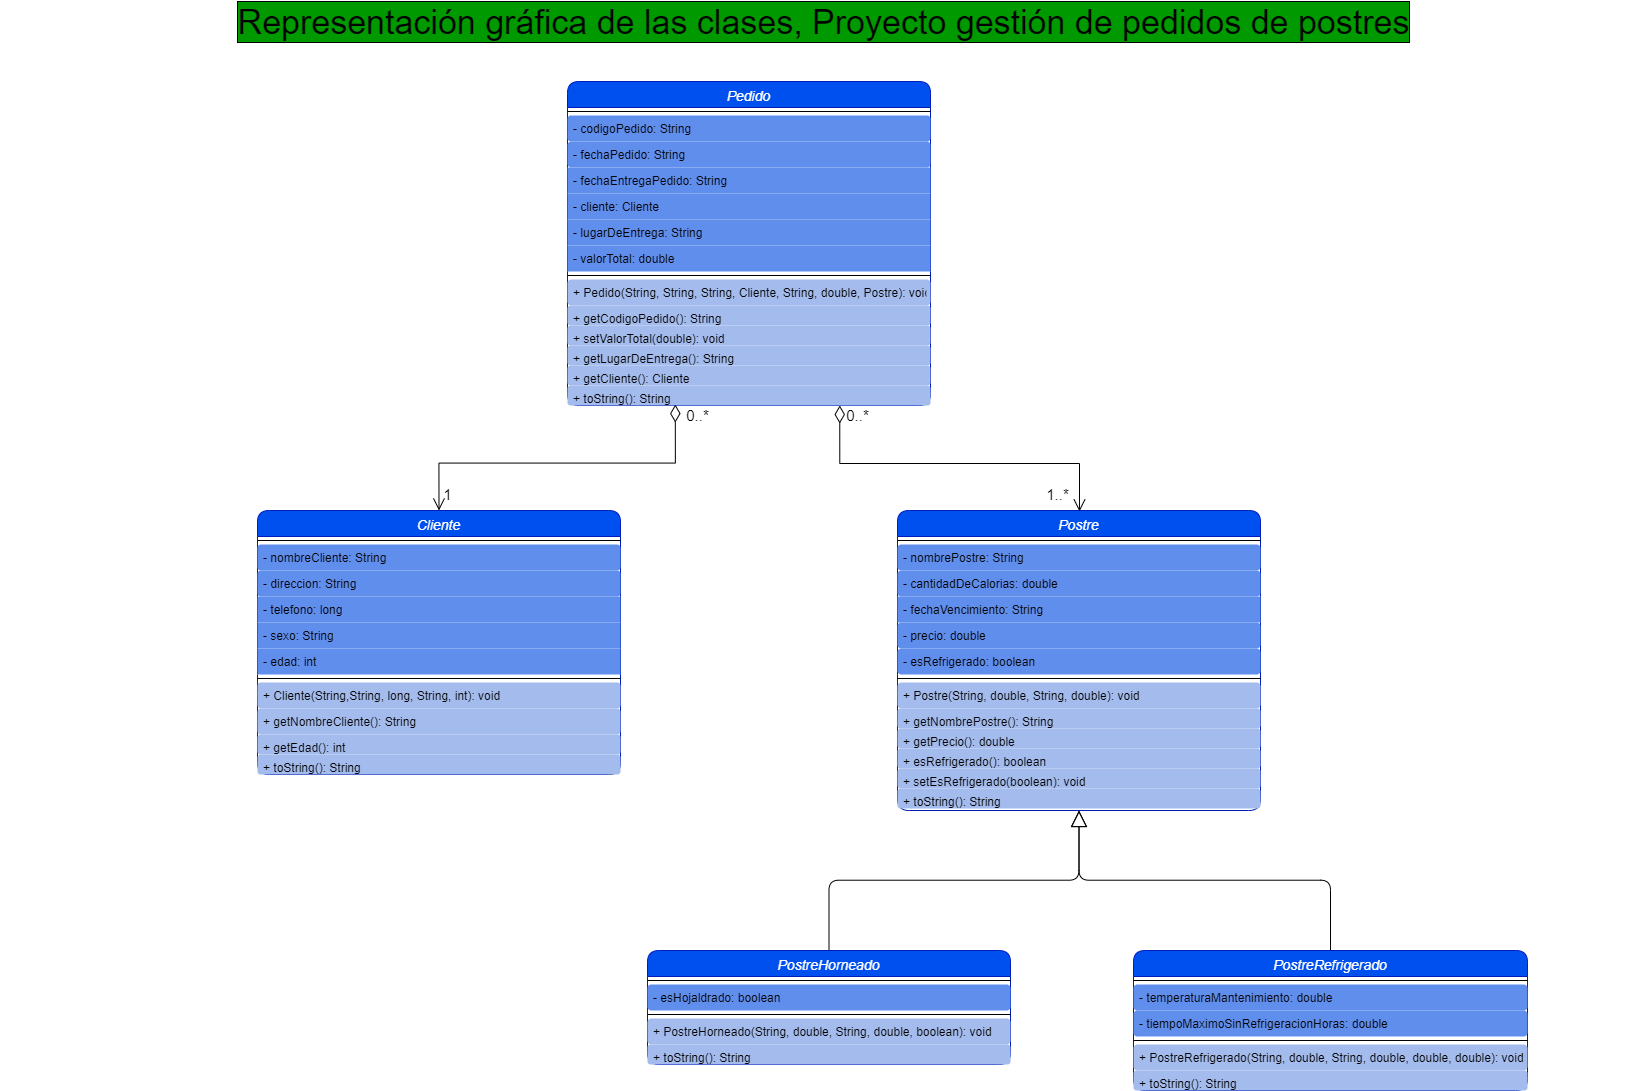 Representación gráfica de las clases, Proyecto gestión de pedidos de postres
Pedido
- codigoPedido: String
- fechaPedido: String
- fechaEntregaPedido: String
- cliente: Cliente
- lugarDeEntrega: String
- valorTotal: double
+ Pedido(String, String, String, Cliente, String, double, Postre): voi
+ getCodigoPedido(): String
+ setValorTotal(double): void
+ getLugarDeEntrega(): String
+ getCliente(): Cliente
+ toString(): String
0..*
0..*
1
1..*
Cliente
- nombreCliente: String
- direccion: String
- telefono: long
- sexo: String
- edad: int
+ Cliente(String,String, long, String, int): void
+ getNombreCliente(): String
+ getEdad(): int
+ toString(): String
Postre
- nombrePostre: String
- cantidadDeCalorias: double
- fechaVencimiento: String
- precio: double
- esRefrigerado: boolean
+ Postre(String, double, String, double): void
+ getNombrePostre(): String
+ getPrecio(): double
+ esRefrigerado(): boolean
+ setEsRefrigerado(boolean): void
+ toString(): String
PostreHorneado
- esHojaldrado: boolean
+ PostreHorneado(String, double, String, double, boolean): void
+ toString(): String
PostreRefrigerado
- temperaturaMantenimiento: double
- tiempoMaximoSinRefrigeracionHoras: double
+ PostreRefrigerado(String, double, String, double, double, double): void
+ toString(): String